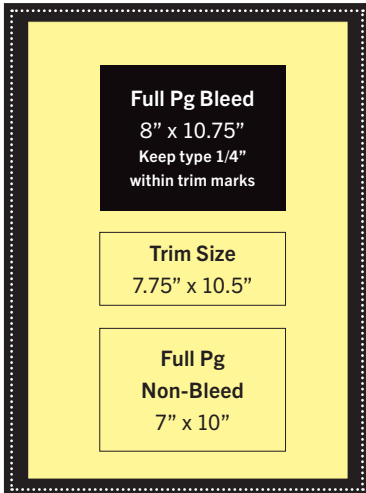 Full Pg Bleed
8” x 10.75”
Keep type 1/4”
within trim marks
Trim Size
7.75” x 10.5”
Full Pg
Non-Bleed
7” x 10”